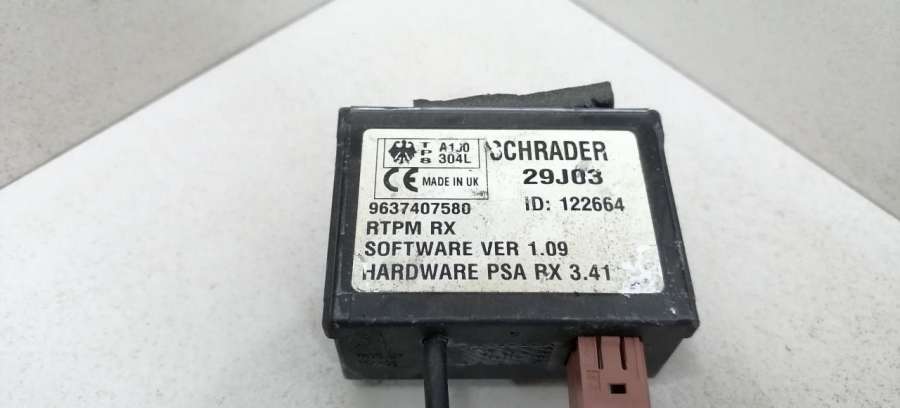 T P S A1J0 304L
SCHRADER
CE MADE IN UK
29J03
9637407580
ID: 122664
RTPM RX
SOFTWARE VER 1.09
HARDWARE PSA RX 3.41